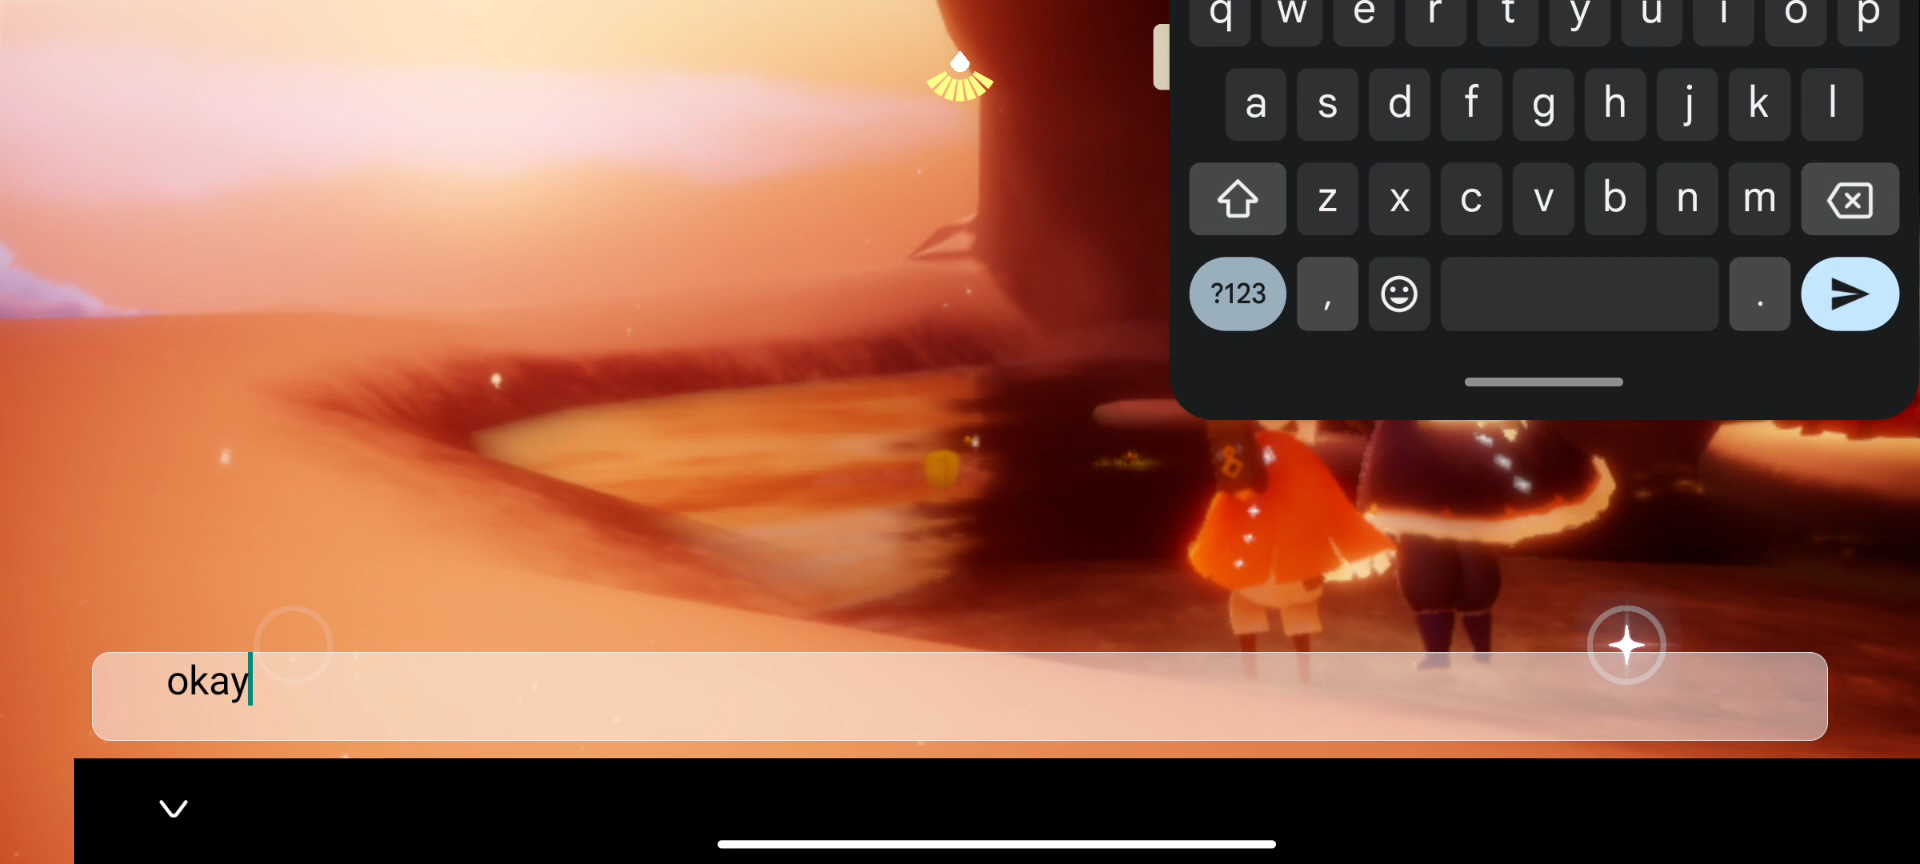 q w e r t y u i o p
a s d f g h j k l
z x c v b n m
?123 , .
okay